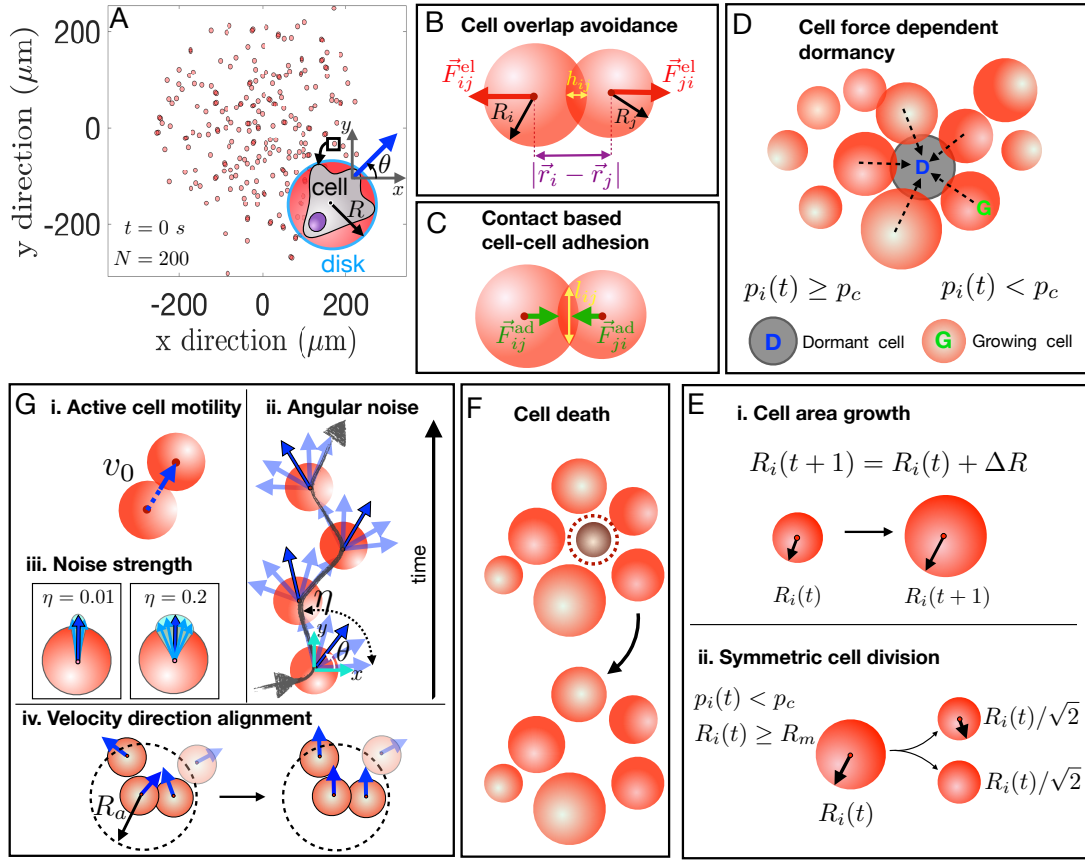 A
y direction (μm)
200
0
-200
t = 0 s
N = 200
-200
0
200
x direction (μm)
cell
R
disk
y
x
θ
B
Cell overlap avoidance
F⃗ᵢⱼᵉˡ
hᵢⱼ
F⃗ⱼᵢᵉˡ
Rᵢ
Rⱼ
|r⃗ᵢ − r⃗ⱼ|
C
Contact based
cell-cell adhesion
lᵢⱼ
F⃗ᵢⱼᵃᵈ
F⃗ⱼᵢᵃᵈ
D
Cell force dependent
dormancy
D
G
pᵢ(t) ≥ p_c
pᵢ(t) < p_c
D
Dormant cell
G
Growing cell
G
i. Active cell motility
v₀
ii. Angular noise
time
η
y
θ
x
iii. Noise strength
η = 0.01
η = 0.2
iv. Velocity direction alignment
Rₐ
F
Cell death
E
i. Cell area growth
Rᵢ(t + 1) = Rᵢ(t) + ΔR
Rᵢ(t)
Rᵢ(t + 1)
ii. Symmetric cell division
pᵢ(t) < p_c
Rᵢ(t) ≥ Rₘ
Rᵢ(t)
Rᵢ(t)/√2
Rᵢ(t)/√2